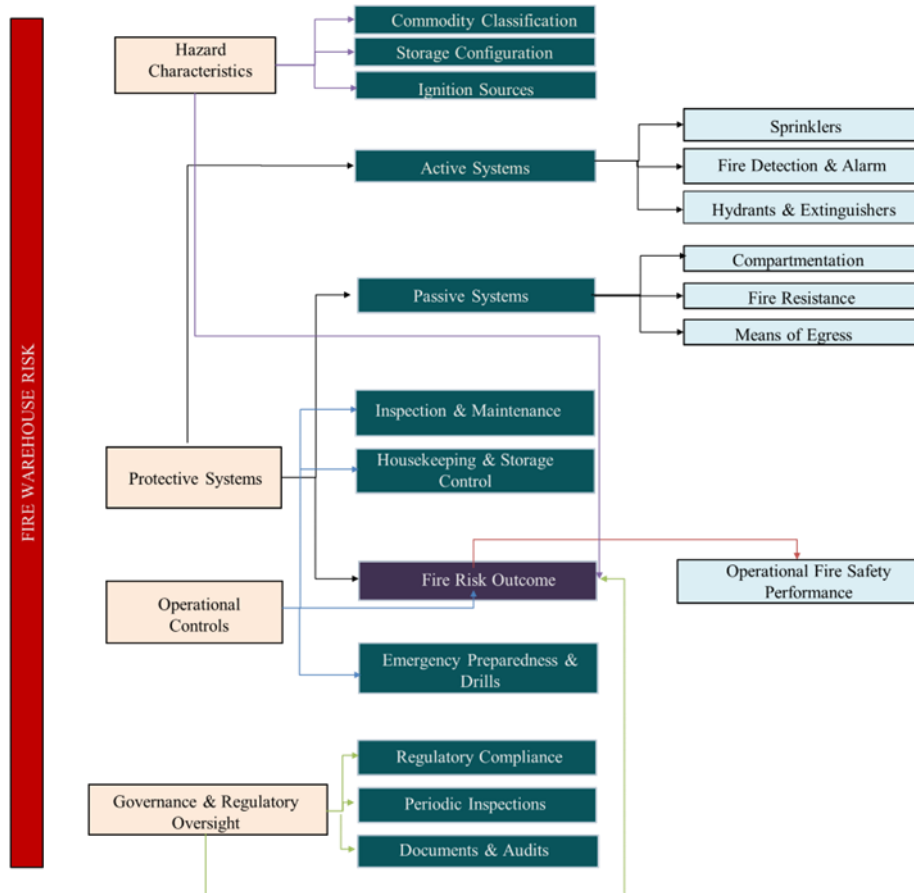 FIRE WAREHOUSE RISK
Hazard
Characteristics
Commodity Classification
Storage Configuration
Ignition Sources
Active Systems
Sprinklers
Fire Detection & Alarm
Hydrants & Extinguishers
Passive Systems
Compartmentation
Fire Resistance
Means of Egress
Protective Systems
Inspection & Maintenance
Housekeeping & Storage
Control
Fire Risk Outcome
Operational Fire Safety
Performance
Operational
Controls
Emergency Preparedness &
Drills
Governance & Regulatory
Oversight
Regulatory Compliance
Periodic Inspections
Documents & Audits